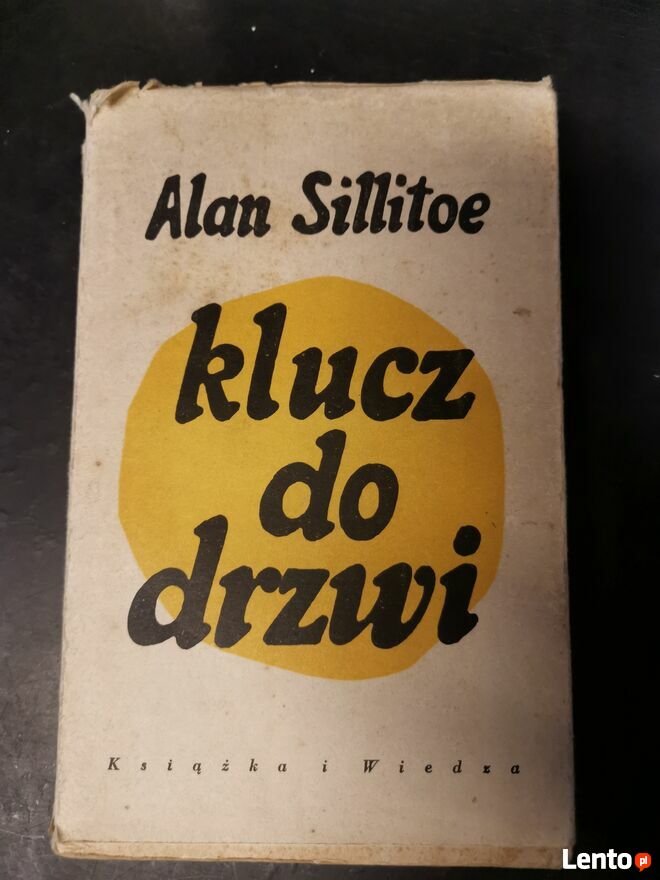 Alan Sillitoe
klucz
do
drzwi
Książka i Wiedza
Lento pl